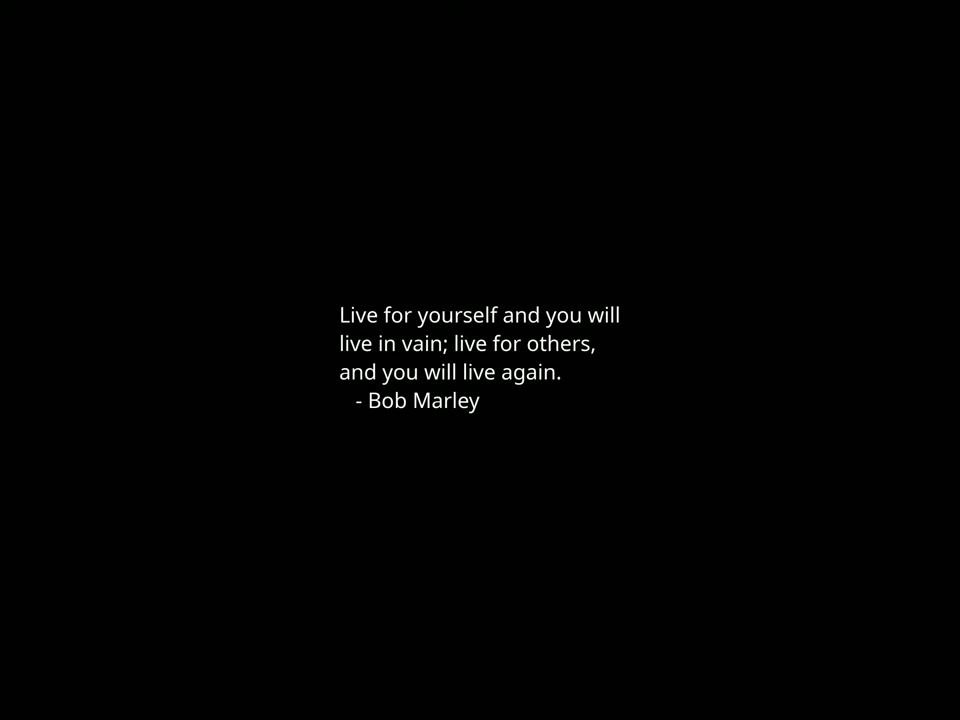 Live for yourself and you will
live in vain; live for others,
and you will live again.
- Bob Marley